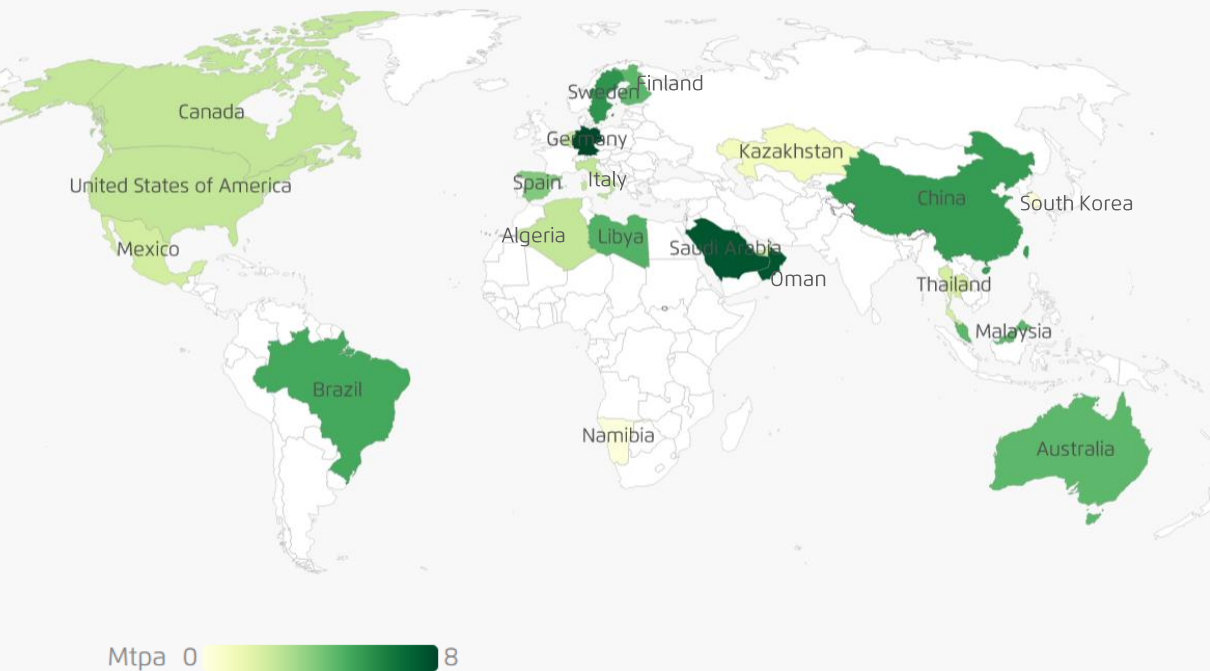 Canada
United States of America
Mexico
Brazil
Sweden
Finland
Germany
Spain
Italy
Algeria
Libya
Saudi Arabia
Oman
Namibia
Kazakhstan
China
South Korea
Thailand
Malaysia
Australia
Mtpa 0 8